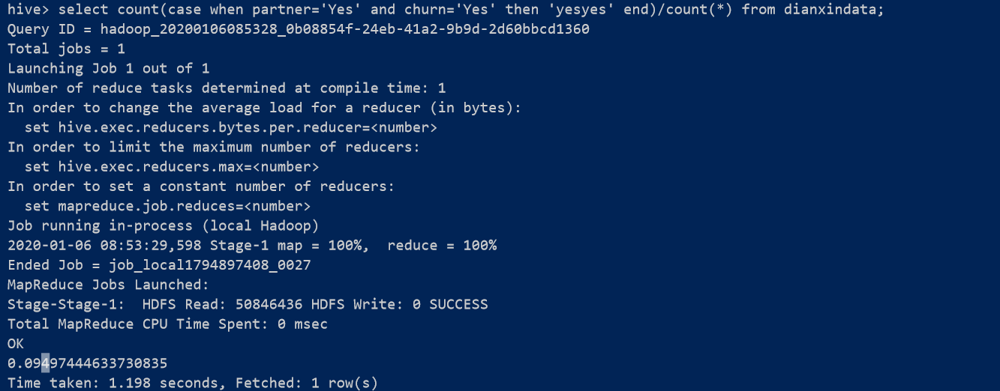 hive> select count(case when partner='Yes' and churn='Yes' then 'yesyes' end)/count(*) from dianxindata;
Query ID = hadoop_20200106085328_0b08854f-24eb-41a2-9b9d-2d60bbcd1360
Total jobs = 1
Launching Job 1 out of 1
Number of reduce tasks determined at compile time: 1
In order to change the average load for a reducer (in bytes):
  set hive.exec.reducers.bytes.per.reducer=<number>
In order to limit the maximum number of reducers:
  set hive.exec.reducers.max=<number>
In order to set a constant number of reducers:
  set mapreduce.job.reduces=<number>
Job running in-process (local Hadoop)
2020-01-06 08:53:29,598 Stage-1 map = 100%,  reduce = 100%
Ended Job = job_local1794897408_0027
MapReduce Jobs Launched:
Stage-Stage-1:  HDFS Read: 50846436 HDFS Write: 0 SUCCESS
Total MapReduce CPU Time Spent: 0 msec
OK
0.09497444633730835
Time taken: 1.198 seconds, Fetched: 1 row(s)